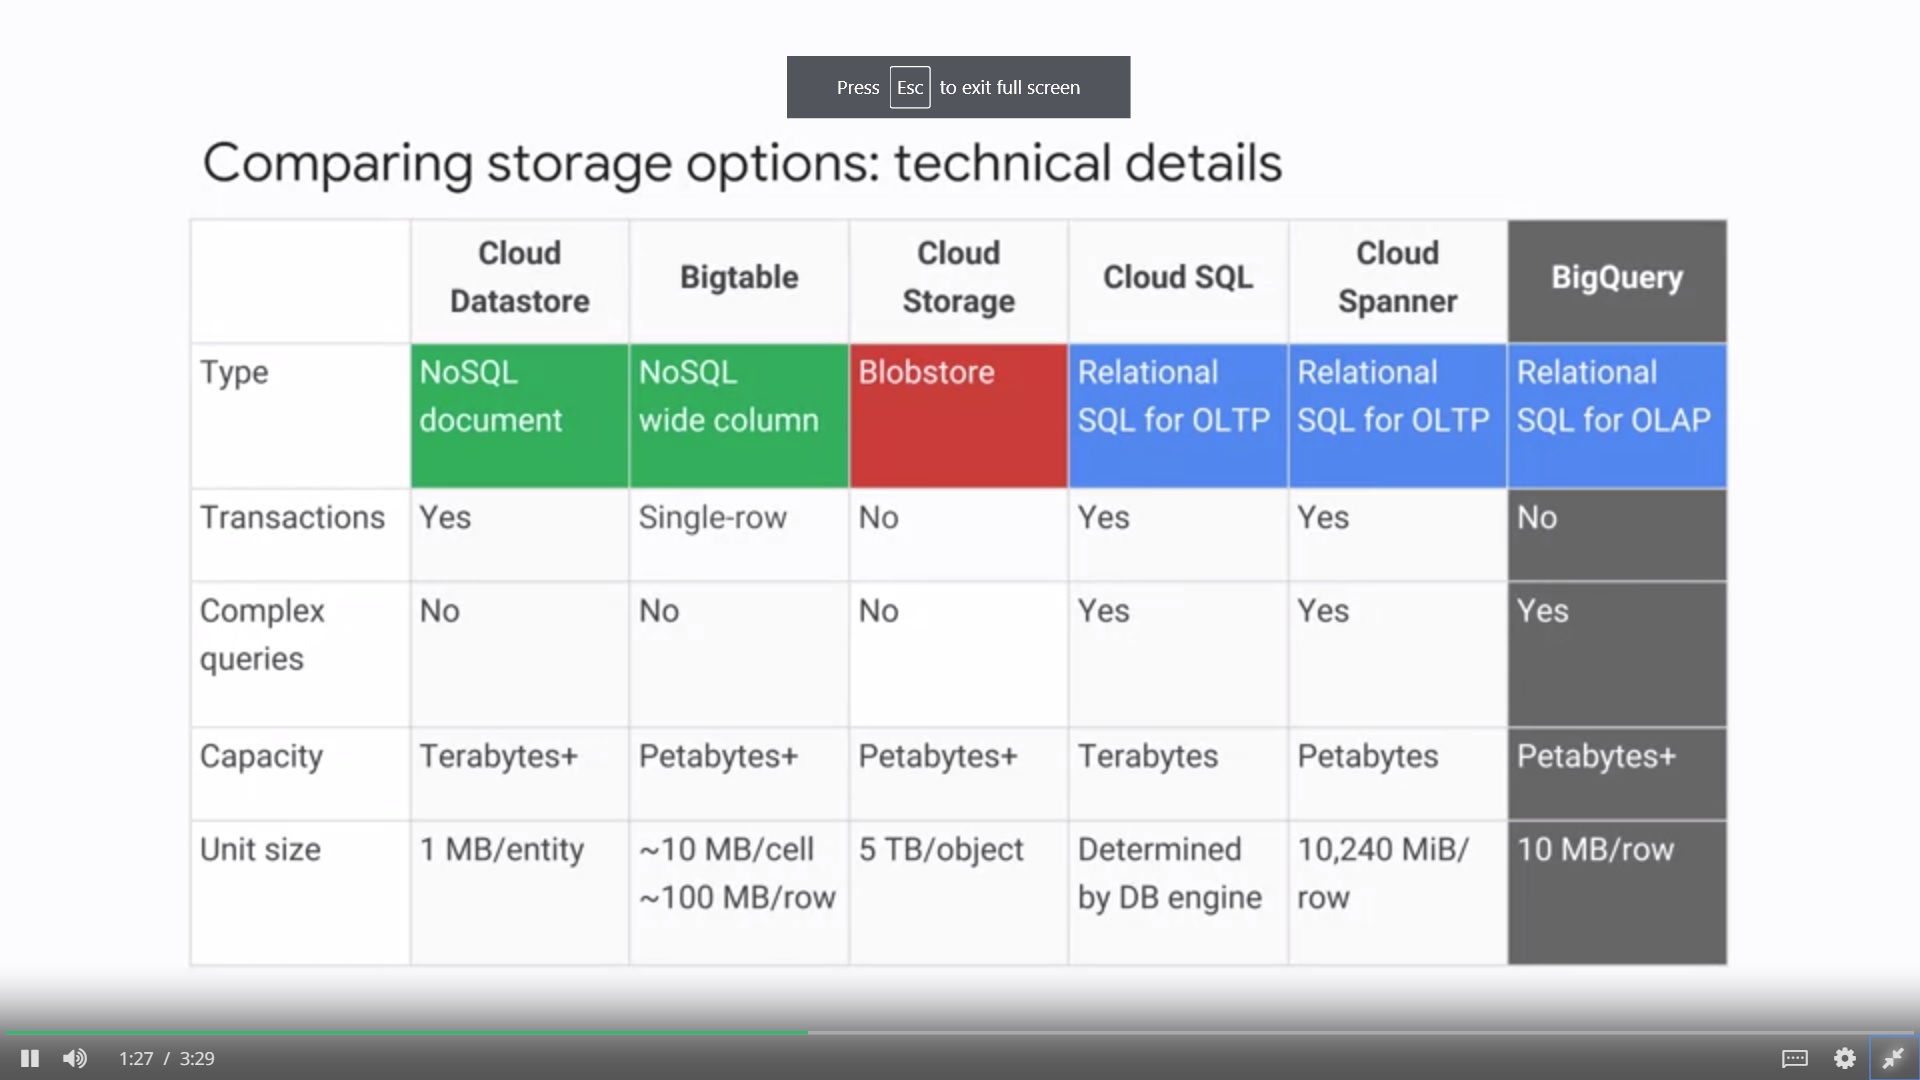 Press Esc to exit full screen
Comparing storage options: technical details
Cloud Datastore
Bigtable
Cloud Storage
Cloud SQL
Cloud Spanner
BigQuery
Type
NoSQL document
NoSQL wide column
Blobstore
Relational SQL for OLTP
Relational SQL for OLTP
Relational SQL for OLAP
Transactions
Yes
Single-row
No
Yes
Yes
No
Complex queries
No
No
No
Yes
Yes
Yes
Capacity
Terabytes+
Petabytes+
Petabytes+
Terabytes
Petabytes
Petabytes+
Unit size
1 MB/entity
~10 MB/cell
~100 MB/row
5 TB/object
Determined by DB engine
10,240 MiB/row
10 MB/row
1:27 / 3:29